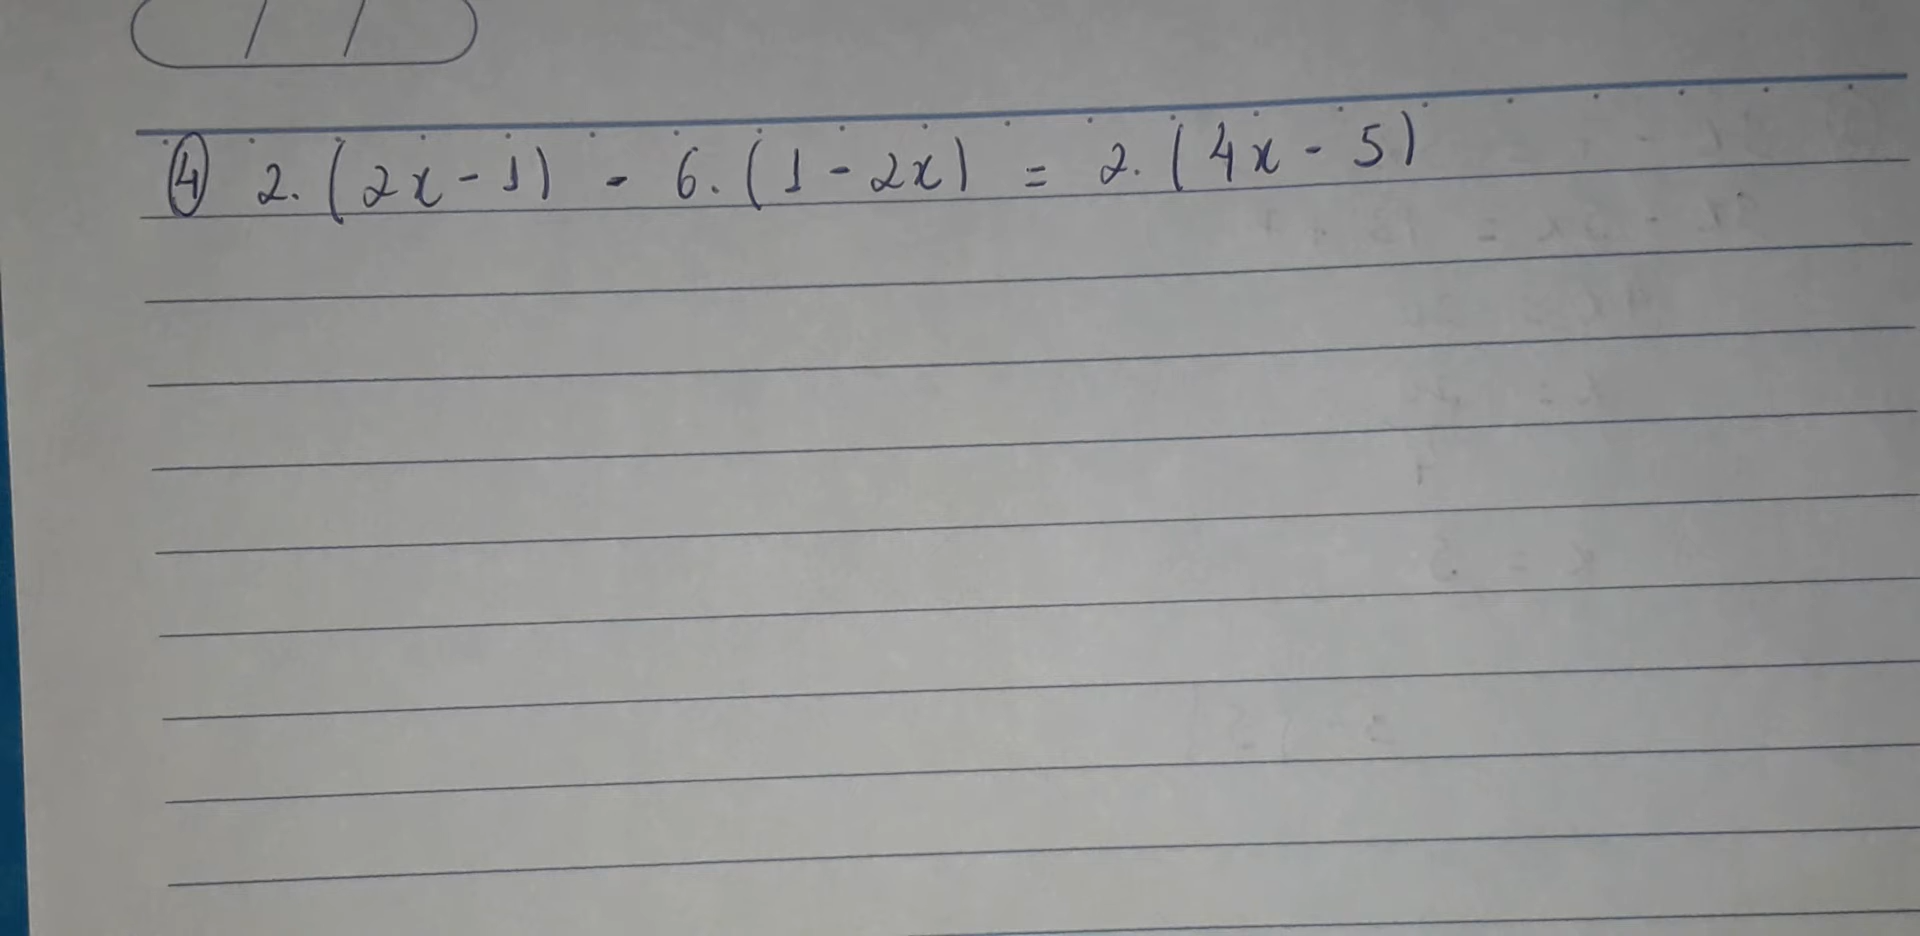 4 2. (2x - 1) - 6. (1 - 2x) = 2. (4x - 5)